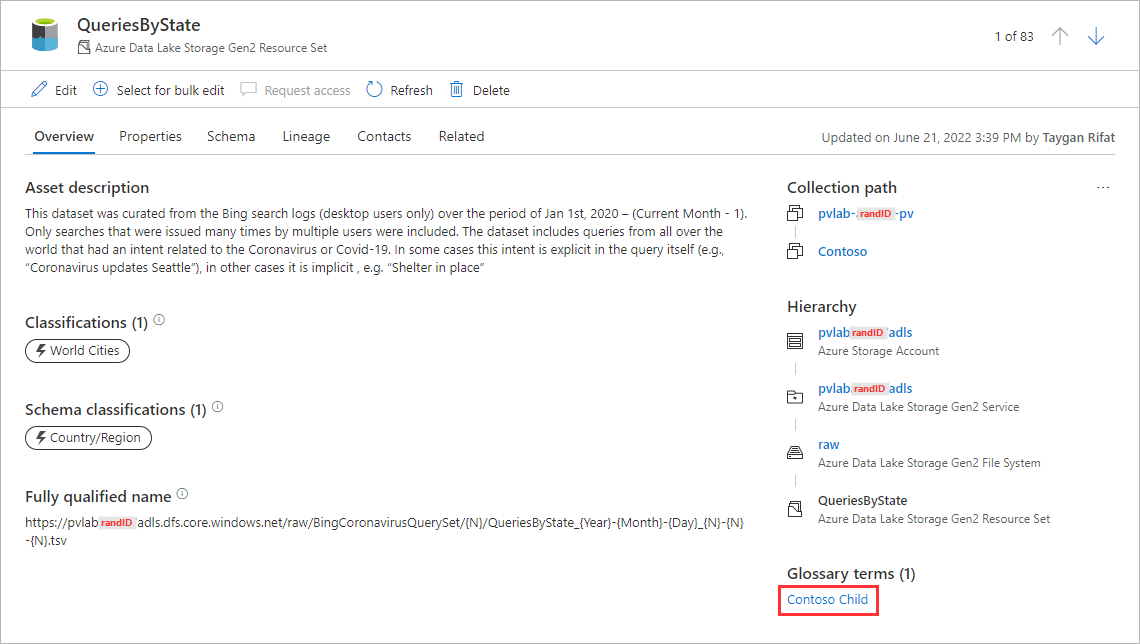 QueriesByState
Azure Data Lake Storage Gen2 Resource Set
1 of 83
Edit
Select for bulk edit
Request access
Refresh
Delete
Overview
Properties
Schema
Lineage
Contacts
Related
Updated on June 21, 2022 3:39 PM by Taygan Rifat
Asset description
This dataset was curated from the Bing search logs (desktop users only) over the period of Jan 1st, 2020 – (Current Month - 1).
Only searches that were issued many times by multiple users were included. The dataset includes queries from all over the
world that had an intent related to the Coronavirus or Covid-19. In some cases this intent is explicit in the query itself (e.g.,
“Coronavirus updates Seattle”), in other cases it is implicit , e.g. “Shelter in place”
Classifications (1)
World Cities
Schema classifications (1)
Country/Region
Fully qualified name
https://pvlab randID adls.dfs.core.windows.net/raw/BingCoronavirusQuerySet/{N}/QueriesByState_{Year}-{Month}-{Day}_{N}-{N}
-{N}.tsv
Collection path
...
pvlab- randID -pv
Contoso
Hierarchy
pvlab randID adls
Azure Storage Account
pvlab randID adls
Azure Data Lake Storage Gen2 Service
raw
Azure Data Lake Storage Gen2 File System
QueriesByState
Azure Data Lake Storage Gen2 Resource Set
Glossary terms (1)
Contoso Child